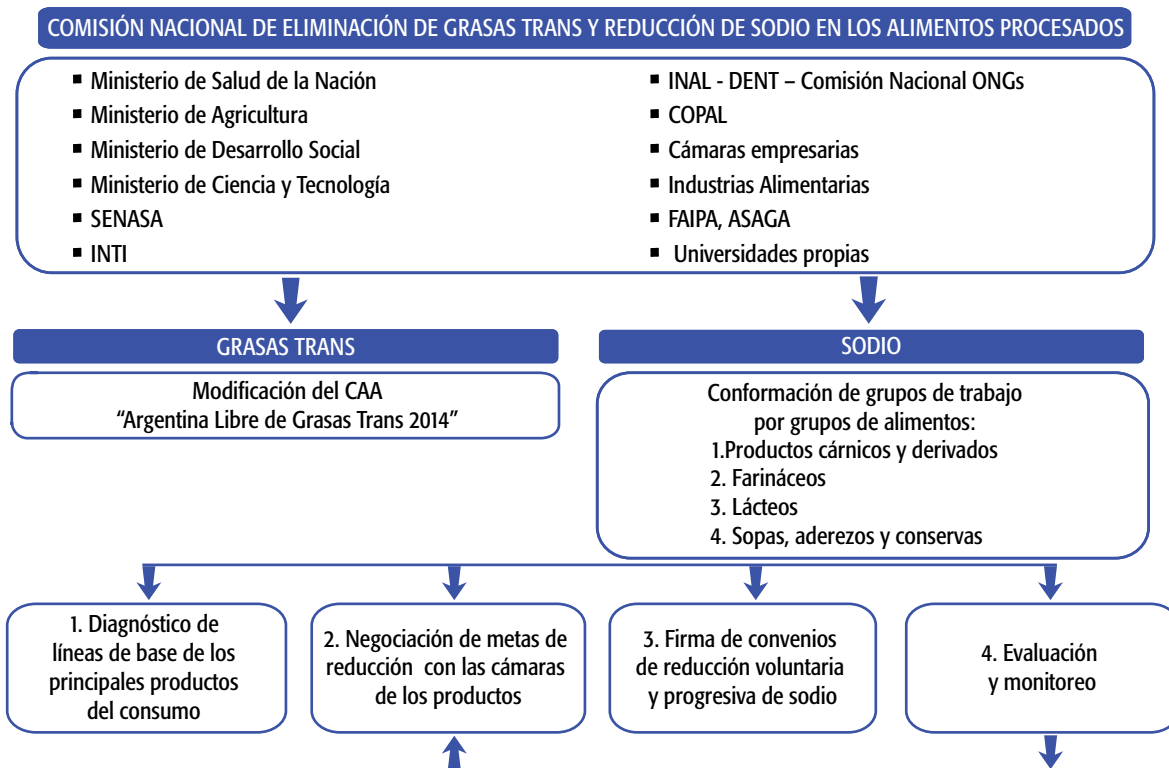 COMISIÓN NACIONAL DE ELIMINACIÓN DE GRASAS TRANS Y REDUCCIÓN DE SODIO EN LOS ALIMENTOS PROCESADOS
▪ Ministerio de Salud de la Nación
▪ Ministerio de Agricultura
▪ Ministerio de Desarrollo Social
▪ Ministerio de Ciencia y Tecnología
▪ SENASA
▪ INTI
▪ INAL - DENT – Comisión Nacional ONGs
▪ COPAL
▪ Cámaras empresarias
▪ Industrias Alimentarias
▪ FAIPA, ASAGA
▪ Universidades propias
GRASAS TRANS
Modificación del CAA
“Argentina Libre de Grasas Trans 2014”
SODIO
Conformación de grupos de trabajo
por grupos de alimentos:
1.Productos cárnicos y derivados
2. Farináceos
3. Lácteos
4. Sopas, aderezos y conservas
1. Diagnóstico de
líneas de base de los
principales productos
del consumo
2. Negociación de metas de
reducción con las cámaras
de los productos
3. Firma de convenios
de reducción voluntaria
y progresiva de sodio
4. Evaluación
y monitoreo